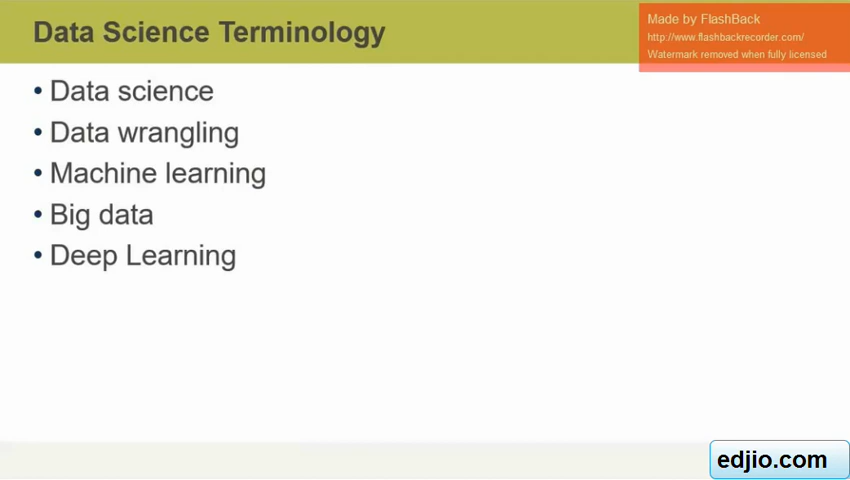 Data Science Terminology
Made by FlashBack
http://www.flashbackrecorder.com/
Watermark removed when fully licensed
• Data science
• Data wrangling
• Machine learning
• Big data
• Deep Learning
edjio.com